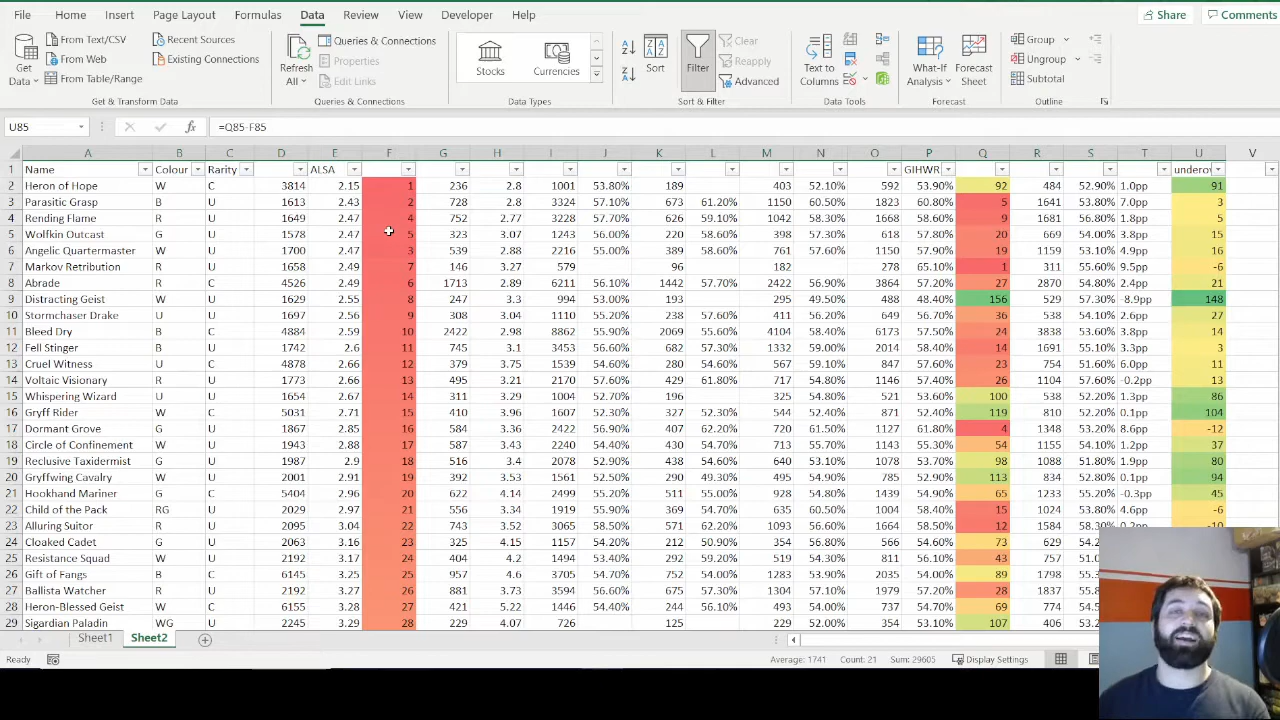 File Home Insert Page Layout Formulas Data Review View Developer Help Share Comments
From Text/CSV Recent Sources Queries & Connections Clear Group
Get Data From Web Existing Connections Refresh All Properties Stocks Currencies Sort Filter Reapply Text to Columns What-If Analysis Forecast Sheet Ungroup
From Table/Range Edit Links Advanced Subtotal
Get & Transform Data Queries & Connections Data Types Sort & Filter Data Tools Forecast Outline
U85 fx =Q85-F85
A B C D E F G H I J K L M N O P Q R S T U V
1 Name Colour Rarity ALSA GIHWR
2 Heron of Hope W C 3814 2.15 1 236 2.8 1001 53.80% 189 403 52.10% 592 53.90% 92 484 52.90% 1.0pp 91
3 Parasitic Grasp B U 1613 2.43 2 720 2.8 3324 57.10% 673 61.20% 1150 60.50% 1823 60.80% 5 1656 53.80% 7.0pp 3
4 Rending Flame R U 1649 2.47 4 752 2.77 3228 57.70% 626 59.10% 1042 58.30% 1668 58.60% 9 1681 56.80% 1.8pp 5
5 Wolfkin Outcast G U 1578 2.47 5 323 3.07 1243 56.00% 220 58.60% 398 57.30% 618 57.80% 20 669 54.00% 3.8pp 15
6 Angelic Quartermaster W U 1700 2.47 3 539 2.88 2216 55.00% 389 58.60% 761 57.60% 1150 57.90% 19 1159 53.10% 4.9pp 16
7 Markov Retribution R U 1658 2.49 7 146 3.27 579 96 182 278 65.10% 1 311 55.60% 9.5pp -6
8 Abrade R C 4526 2.49 6 1713 2.89 6211 56.10% 1442 57.70% 2422 56.90% 3864 57.20% 27 2870 54.80% 2.4pp 21
9 Distracting Geist W U 1629 2.55 8 247 3.3 994 53.00% 193 295 49.50% 488 48.40% 156 529 57.30% -8.9pp 148
10 Stormchaser Drake U U 1697 2.56 9 308 3.04 1110 55.20% 238 57.60% 411 56.20% 649 56.70% 36 538 54.10% 2.6pp 27
11 Bleed Dry B C 4884 2.59 10 2422 2.98 8862 55.90% 2069 55.60% 4104 58.40% 6173 57.50% 24 3838 53.60% 3.8pp 14
12 Fell Stinger B U 1742 2.6 11 745 3.1 3453 56.60% 682 57.30% 1332 59.00% 2014 58.40% 14 1691 55.10% 3.3pp 3
13 Cruel Witness U C 4878 2.66 12 379 3.75 1539 54.60% 280 54.60% 567 59.10% 847 57.60% 23 754 51.60% 6.0pp 11
14 Voltaic Visionary R U 1773 2.66 13 495 3.21 2170 57.60% 429 61.80% 717 54.80% 1146 57.40% 26 1104 57.60% -0.2pp 13
15 Whispering Wizard U U 1654 2.67 14 311 3.29 1004 52.70% 196 325 54.80% 521 53.60% 100 538 52.20% 1.3pp 86
16 Gryff Rider W C 5031 2.71 15 410 3.96 1607 52.30% 327 52.30% 544 52.40% 871 52.40% 119 810 52.20% 0.1pp 104
17 Dormant Grove G U 1867 2.85 16 584 3.36 2422 56.90% 407 62.20% 720 61.50% 1127 61.80% 4 1348 53.20% 8.6pp -12
18 Circle of Confinement W U 1943 2.88 17 587 3.43 2240 54.40% 430 54.70% 713 55.70% 1143 55.30% 54 1155 54.10% 1.2pp 37
19 Reclusive Taxidermist G U 1987 2.9 18 516 3.4 2078 52.90% 438 54.60% 640 53.10% 1078 53.70% 98 1088 51.80% 1.9pp 80
20 Gryffwing Cavalry W U 2001 2.91 19 392 3.53 1561 52.50% 290 49.30% 495 54.90% 785 52.90% 113 834 52.80% 0.1pp 94
21 Hookhand Mariner G C 5404 2.96 20 622 4.14 2499 55.20% 511 55.00% 928 54.80% 1439 54.90% 65 1233 55.20% -0.3pp 45
22 Child of the Pack RG U 2029 2.97 21 556 3.34 1919 55.90% 369 54.70% 635 60.50% 1004 58.40% 15 1024 53.80% 4.6pp -6
23 Alluring Suitor R U 2095 3.04 22 743 3.52 3065 58.50% 571 62.20% 1093 56.60% 1664 58.50% 12 1584 58.30% 0.2pp -10
24 Cloaked Cadet G U 2063 3.16 23 325 4.15 1157 54.20% 212 50.90% 354 56.80% 566 54.60% 73 629
25 Resistance Squad W U 2192 3.17 24 404 4.2 1494 53.40% 292 59.20% 519 54.30% 811 56.10% 43 757
26 Gift of Fangs B C 6145 3.25 25 957 4.6 3705 54.70% 752 54.00% 1283 53.90% 2035 54.00% 89 1798
27 Ballista Watcher R U 2192 3.26 26 881 3.73 3594 56.60% 675 57.30% 1304 57.10% 1979 57.20% 28 1837
28 Heron-Blessed Geist W C 6155 3.28 27 421 5.22 1446 54.40% 244 56.10% 493 54.00% 737 54.70% 69 774
29 Sigardian Paladin WG U 2245 3.29 28 229 4.07 726 125 229 52.00% 354 53.10% 107 406
Sheet1 Sheet2
Ready Average: 1741 Count: 21 Sum: 29605 Display Settings